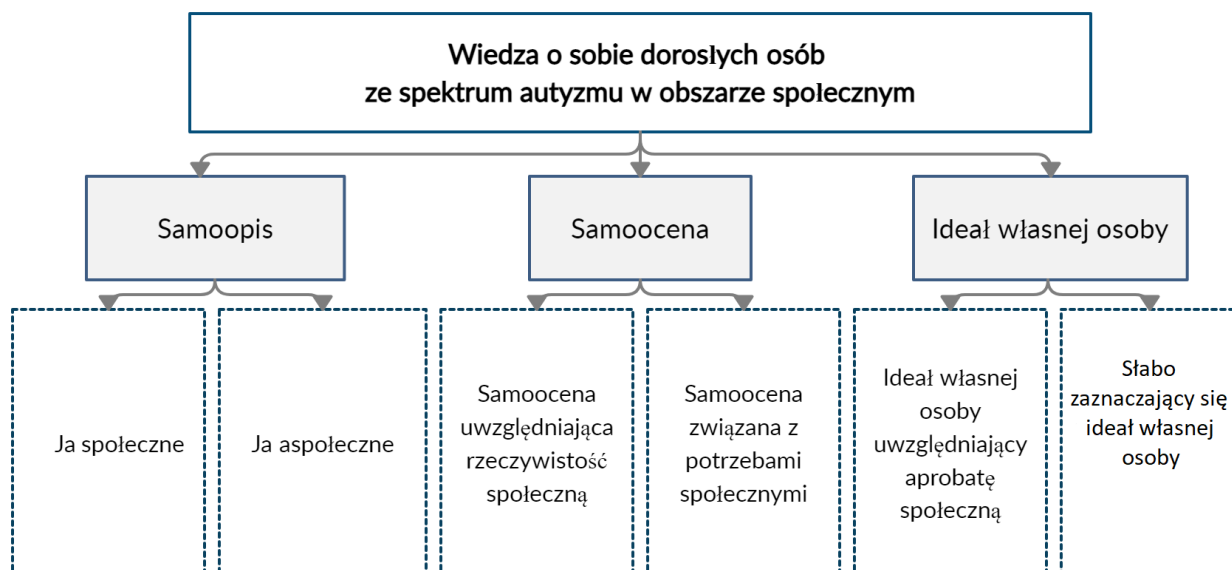 Wiedza o sobie dorosłych osób
ze spektrum autyzmu w obszarze społecznym
Samoopis
Samoocena
Ideał własnej osoby
Ja społeczne
Ja aspołeczne
Samoocena
uwzględniająca
rzeczywistość
społeczną
Samoocena
związana z
potrzebami
społecznymi
Ideał własnej
osoby
uwzględniający
aprobatę
społeczną
Słabo
zaznaczający się
ideał własnej
osoby